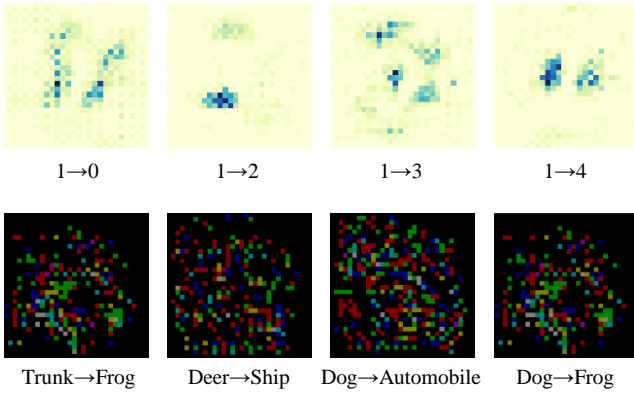 1→0 1→2 1→3 1→4
Trunk→Frog Deer→Ship Dog→Automobile Dog→Frog